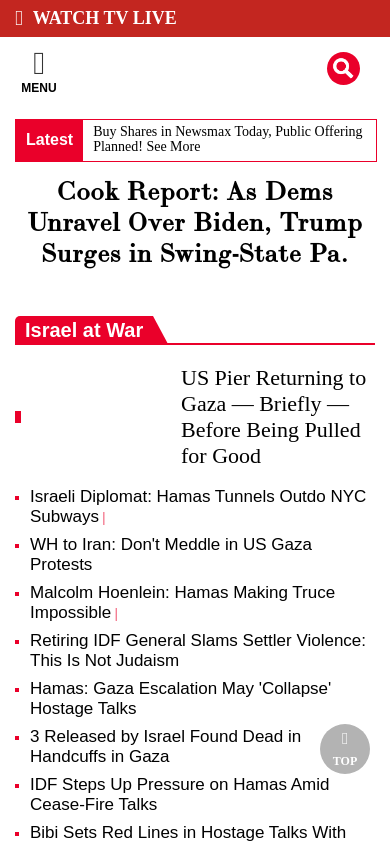 WATCH TV LIVE
MENU
Latest
Buy Shares in Newsmax Today, Public Offering
Planned! See More
Cook Report: As Dems
Unravel Over Biden, Trump
Surges in Swing-State Pa.
Israel at War
US Pier Returning to
Gaza — Briefly —
Before Being Pulled
for Good
Israeli Diplomat: Hamas Tunnels Outdo NYC
Subways |
WH to Iran: Don't Meddle in US Gaza
Protests
Malcolm Hoenlein: Hamas Making Truce
Impossible |
Retiring IDF General Slams Settler Violence:
This Is Not Judaism
Hamas: Gaza Escalation May 'Collapse'
Hostage Talks
3 Released by Israel Found Dead in
Handcuffs in Gaza
TOP
IDF Steps Up Pressure on Hamas Amid
Cease-Fire Talks
Bibi Sets Red Lines in Hostage Talks With